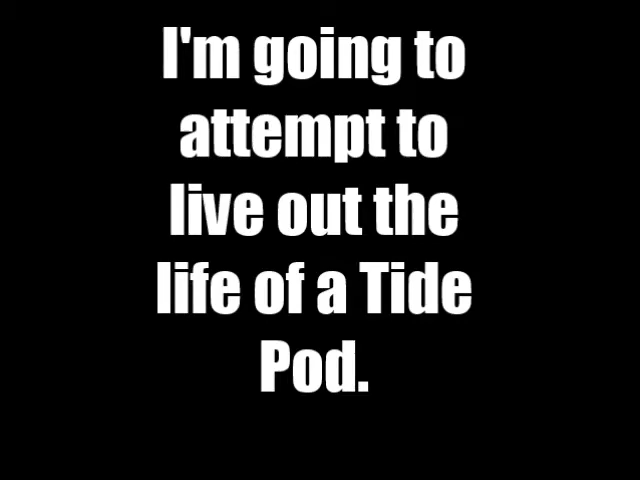 I'm going to
attempt to
live out the
life of a Tide
Pod.